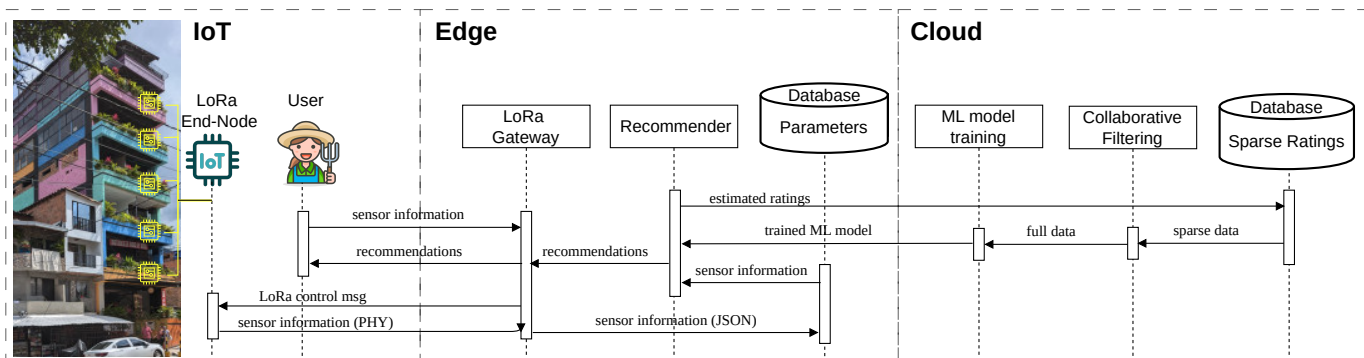 IoT
Edge
Cloud
LoRa
End-Node
User
IoT
LoRa
Gateway
Recommender
Database
Parameters
ML model
training
Collaborative
Filtering
Database
Sparse Ratings
sensor information
estimated ratings
recommendations
recommendations
trained ML model
full data
sparse data
sensor information
LoRa control msg
sensor information (PHY)
sensor information (JSON)